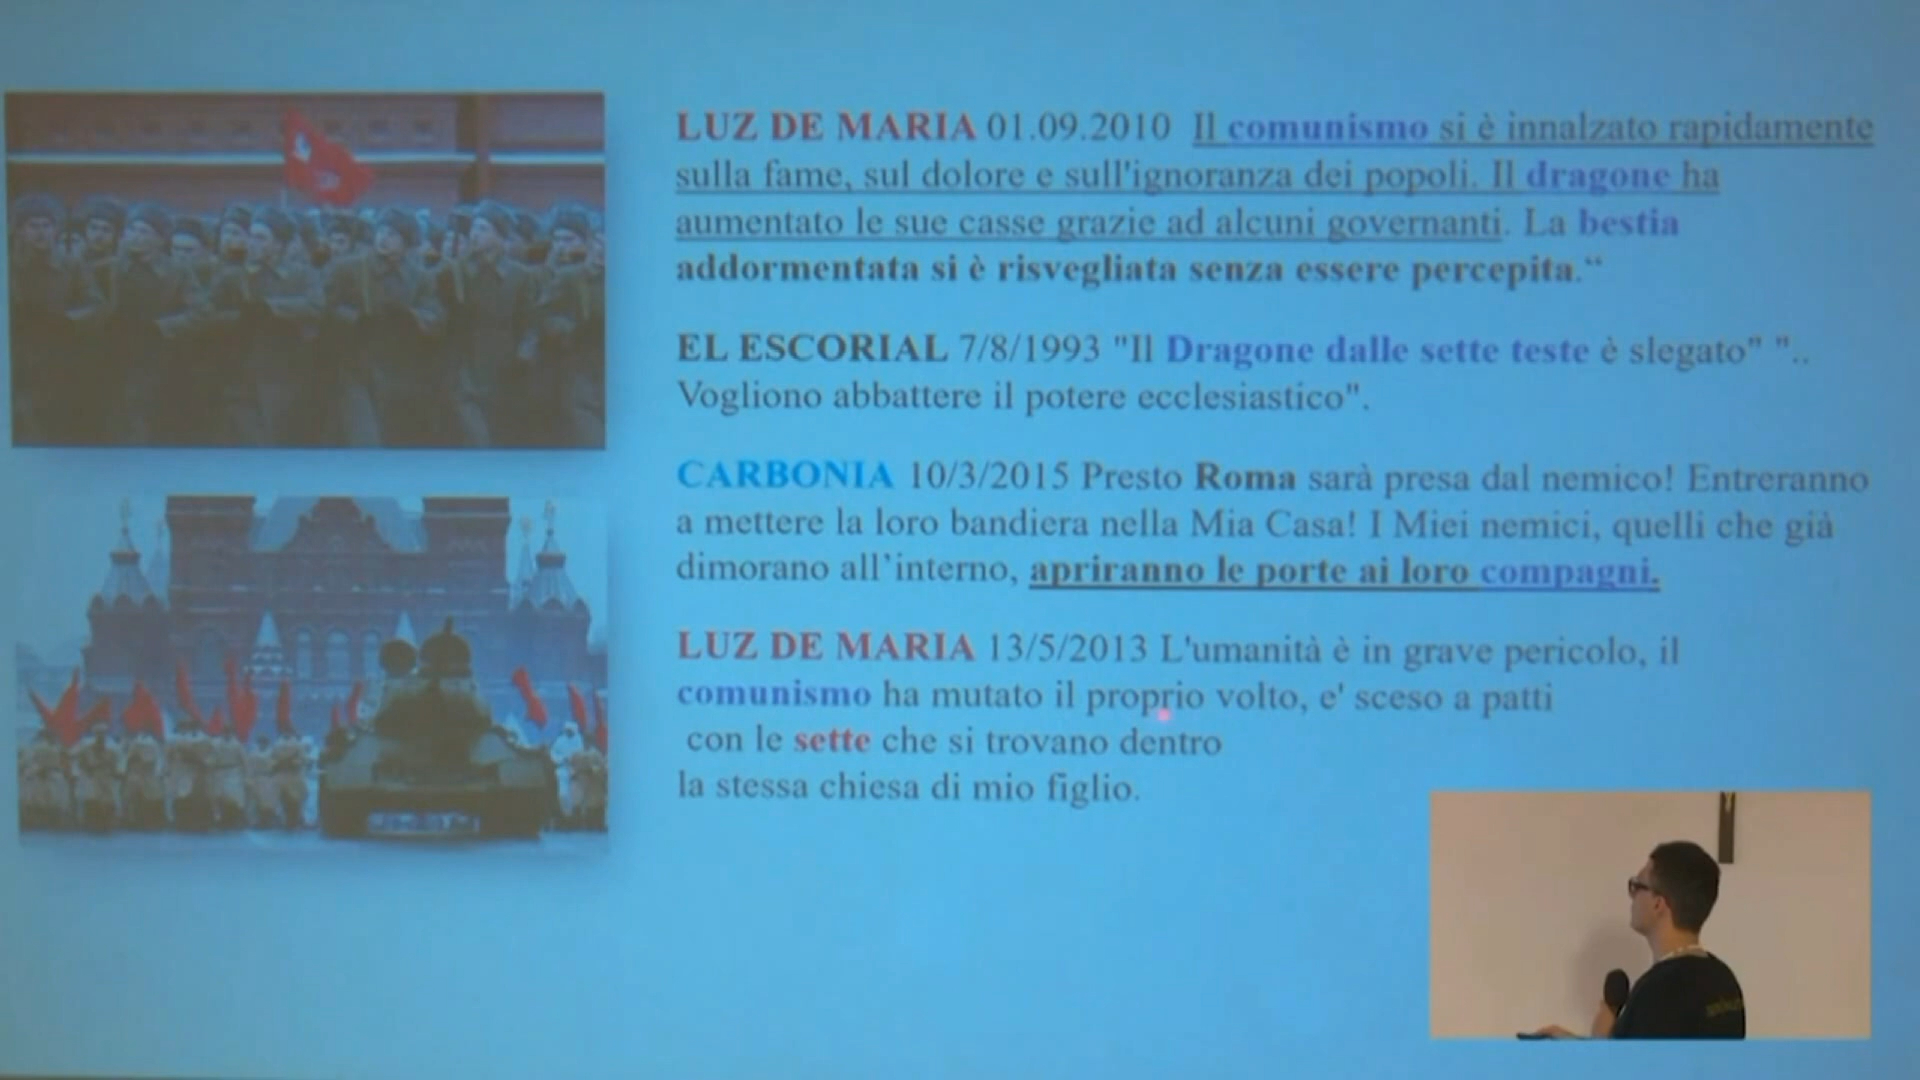 LUZ DE MARIA 01.09.2010 Il comunismo si è innalzato rapidamente
sulla fame, sul dolore e sull'ignoranza dei popoli. Il dragone ha
aumentato le sue casse grazie ad alcuni governanti. La bestia
addormentata si è risvegliata senza essere percepita.“
EL ESCORIAL 7/8/1993 "Il Dragone dalle sette teste è slegato" "..
Vogliono abbattere il potere ecclesiastico".
CARBONIA 10/3/2015 Presto Roma sarà presa dal nemico! Entreranno
a mettere la loro bandiera nella Mia Casa! I Miei nemici, quelli che già
dimorano all’interno, apriranno le porte ai loro compagni.
LUZ DE MARIA 13/5/2013 L'umanità è in grave pericolo, il
comunismo ha mutato il proprio volto, e' sceso a patti
con le sette che si trovano dentro
la stessa chiesa di mio figlio.